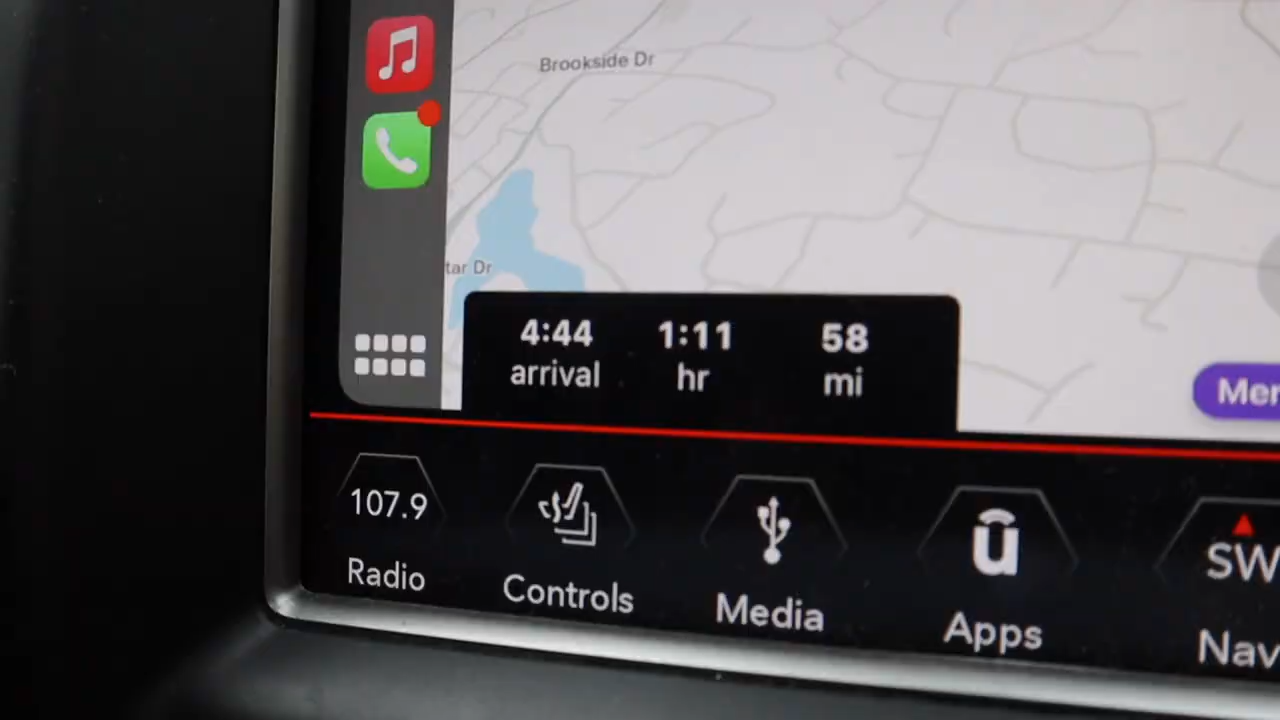 Brookside Dr
tar Dr
4:44 1:11 58
arrival hr mi
Mer
107.9
SW
Radio Controls Media Apps Nav